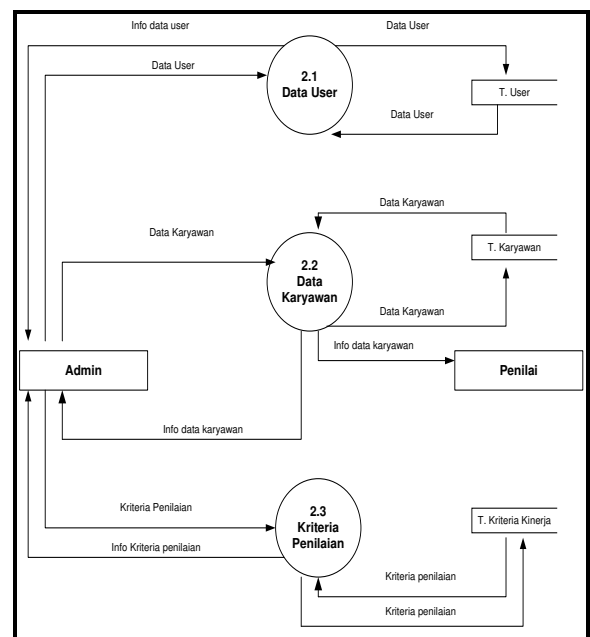 Info data user
Data User
Data User
2.1
Data User
T. User
Data User
Data Karyawan
Data Karyawan
2.2
Data
Karyawan
T. Karyawan
Data Karyawan
Info data karyawan
Admin
Penilai
Info data karyawan
Kriteria Penilaian
2.3
Kriteria
Penilaian
T. Kriteria Kinerja
Info Kriteria penilaian
Kriteria penilaian
Kriteria penilaian